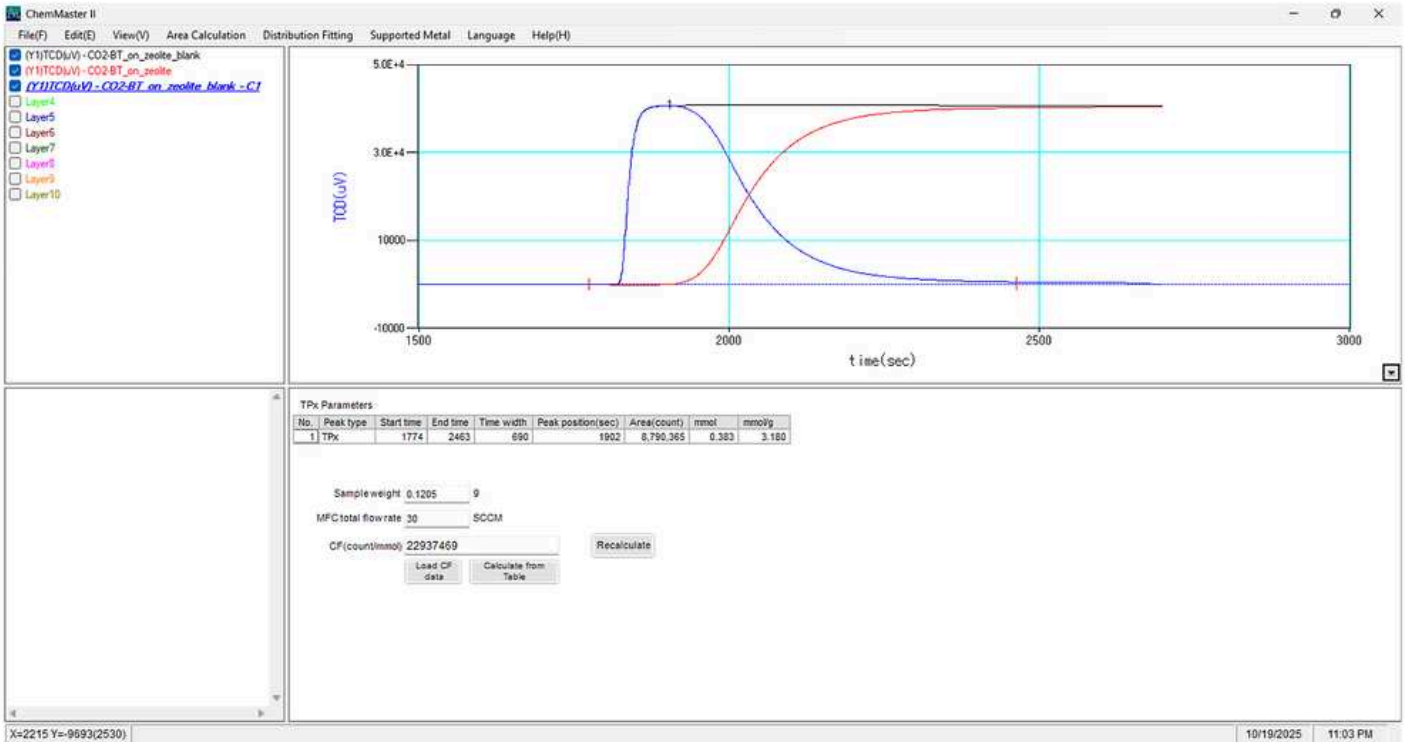 ChemMaster II
File(F) Edit(E) View(V) Area Calculation Distribution Fitting Supported Metal Language Help(H)
(Y1)TCD(uV) - CO2-BT_on_zeolite_blank
(Y1)TCD(uV) - CO2-BT_on_zeolite
(Y1)TCD(uV) - CO2-BT_on_zeolite_blank - C1
Layer4
Layer5
Layer6
Layer7
Layer8
Layer9
Layer10
5.0E+4
3.0E+4
10000
-10000
TCD(uV)
1
1500 2000 2500 3000
time(sec)
TPx Parameters
No. Peak type Start time End time Time width Peak position(sec) Area(count) mmol mmol/g
1 TPx 1774 2463 690 1902 8,790,365 0.383 3.180
Sample weight 0.1205 g
MFC total flow rate 30 SCCM
CF(count/mmol) 22937469 Recalculate
Load CF data
Calculate from Table
X=2215 Y=-9693(2530) 10/19/2025 11:03 PM